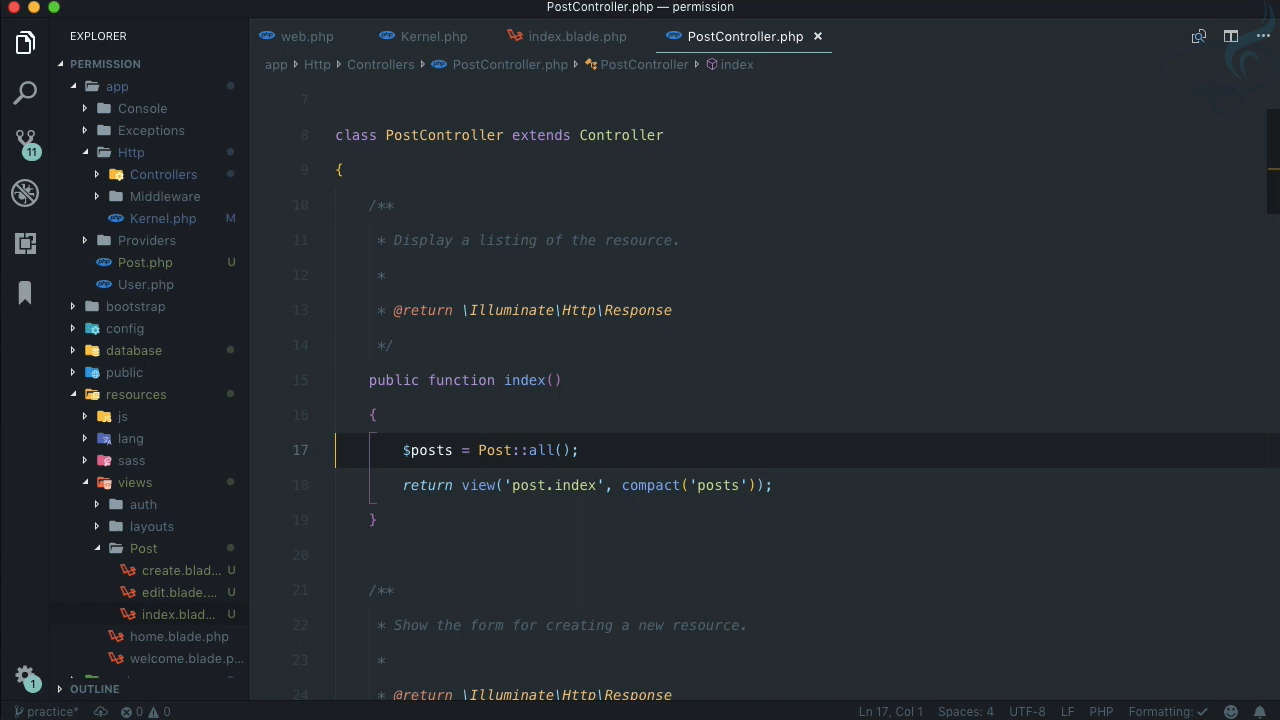 PostController.php — permission
EXPLORER
web.php
Kernel.php
index.blade.php
PostController.php ×
PERMISSION
app
Console
Exceptions
Http
Controllers
Middleware
Kernel.php M
Providers
Post.php U
User.php
bootstrap
config
database
public
resources
js
lang
sass
views
auth
layouts
Post
create.blad... U
edit.blade.... U
index.blad... U
home.blade.php
welcome.blade.p...
OUTLINE
11
1
app Http Controllers PostController.php PostController index
7
8 class PostController extends Controller
9 {
10 /**
11 * Display a listing of the resource.
12 *
13 * @return \Illuminate\Http\Response
14 */
15 public function index()
16 {
17 $posts = Post::all();
18 return view('post.index', compact('posts'));
19 }
20
21 /**
22 * Show the form for creating a new resource.
23 *
24 * @return \Illuminate\Http\Response
practice* 0 0 Ln 17, Col 1 Spaces: 4 UTF-8 LF PHP Formatting: ✓